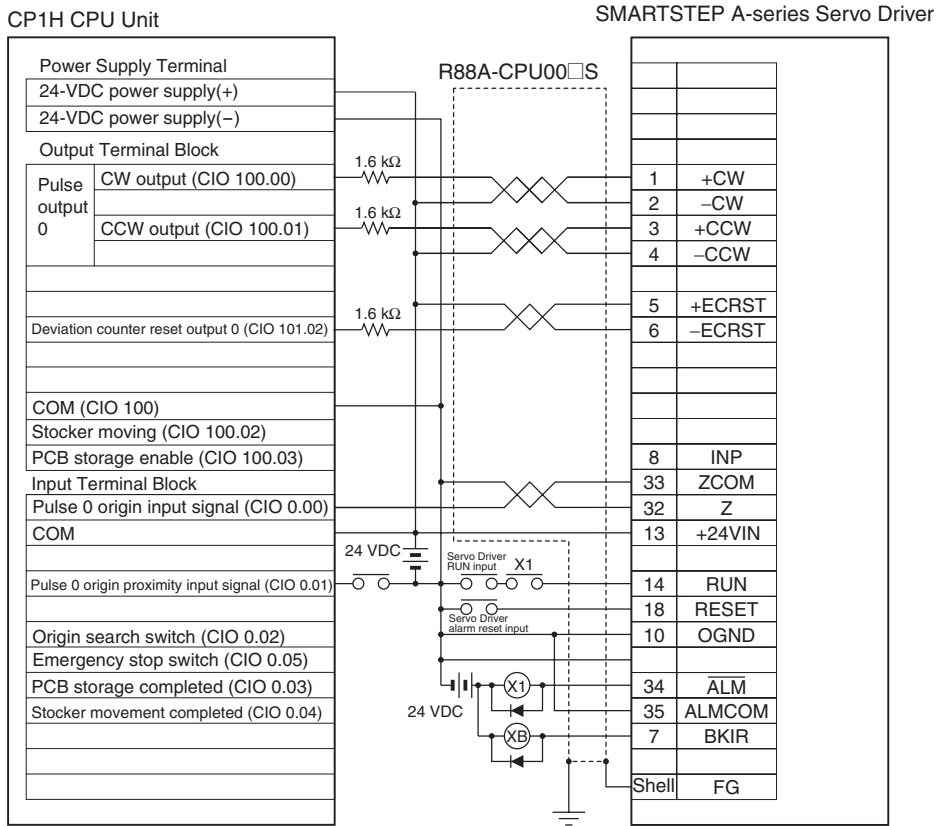 CP1H CPU Unit
SMARTSTEP A-series Servo Driver
Power Supply Terminal
24-VDC power supply(+)
24-VDC power supply(−)
Output Terminal Block
Pulse output 0
CW output (CIO 100.00)
CCW output (CIO 100.01)
Deviation counter reset output 0 (CIO 101.02)
COM (CIO 100)
Stocker moving (CIO 100.02)
PCB storage enable (CIO 100.03)
Input Terminal Block
Pulse 0 origin input signal (CIO 0.00)
COM
Pulse 0 origin proximity input signal (CIO 0.01)
Origin search switch (CIO 0.02)
Emergency stop switch (CIO 0.05)
PCB storage completed (CIO 0.03)
Stocker movement completed (CIO 0.04)
R88A-CPU00□S
1.6 kΩ
1.6 kΩ
1.6 kΩ
24 VDC
Servo Driver
RUN input
X1
Servo Driver
alarm reset input
24 VDC
X1
XB
1 +CW
2 −CW
3 +CCW
4 −CCW
5 +ECRST
6 −ECRST
8 INP
33 ZCOM
32 Z
13 +24VIN
14 RUN
18 RESET
10 OGND
34 A̅L̅M̅
35 ALMCOM
7 BKIR
Shell FG